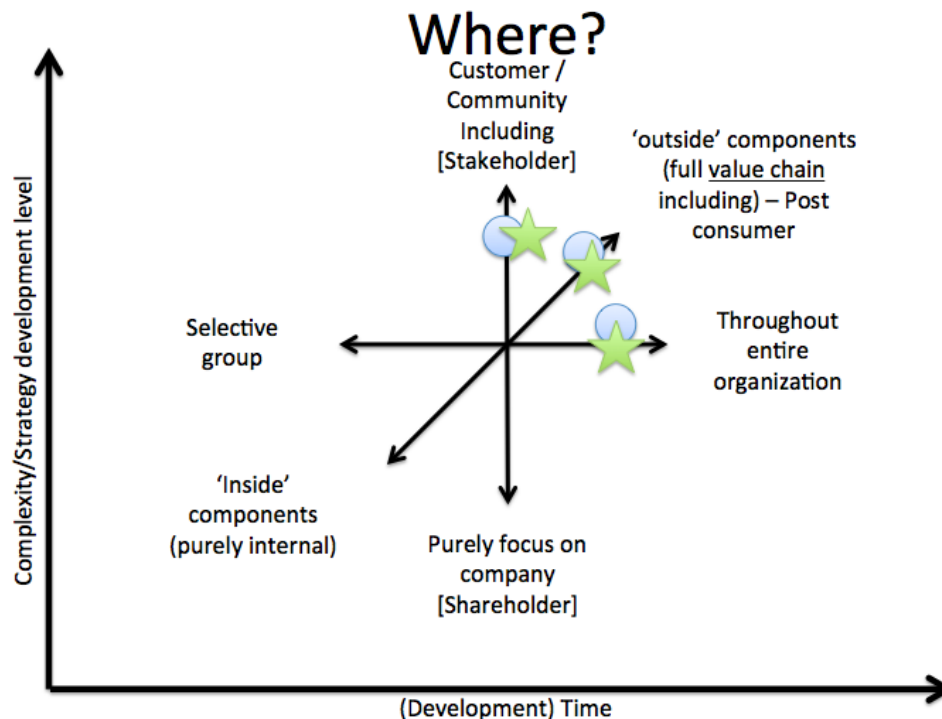 Where?
Customer /
Community
Including
[Stakeholder]
‘outside’ components
(full value chain
including) – Post
consumer
Selective
group
Throughout
entire
organization
‘Inside’
components
(purely internal)
Purely focus on
company
[Shareholder]
Complexity/Strategy development level
(Development) Time